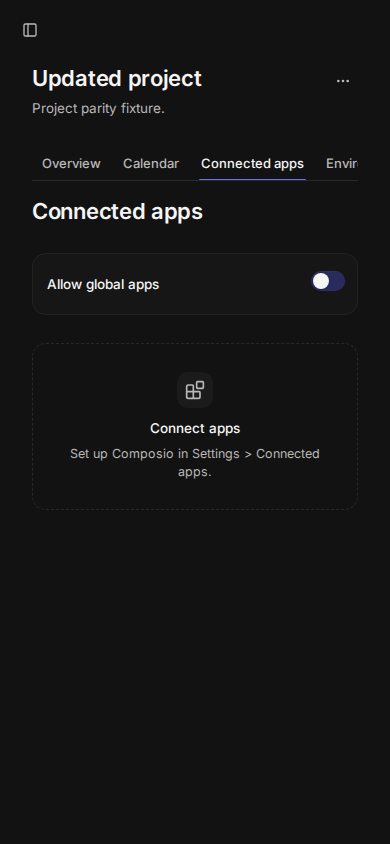 Updated project
Project parity fixture.
Overview Calendar Connected apps Envir
Connected apps
Allow global apps
Connect apps
Set up Composio in Settings > Connected
apps.